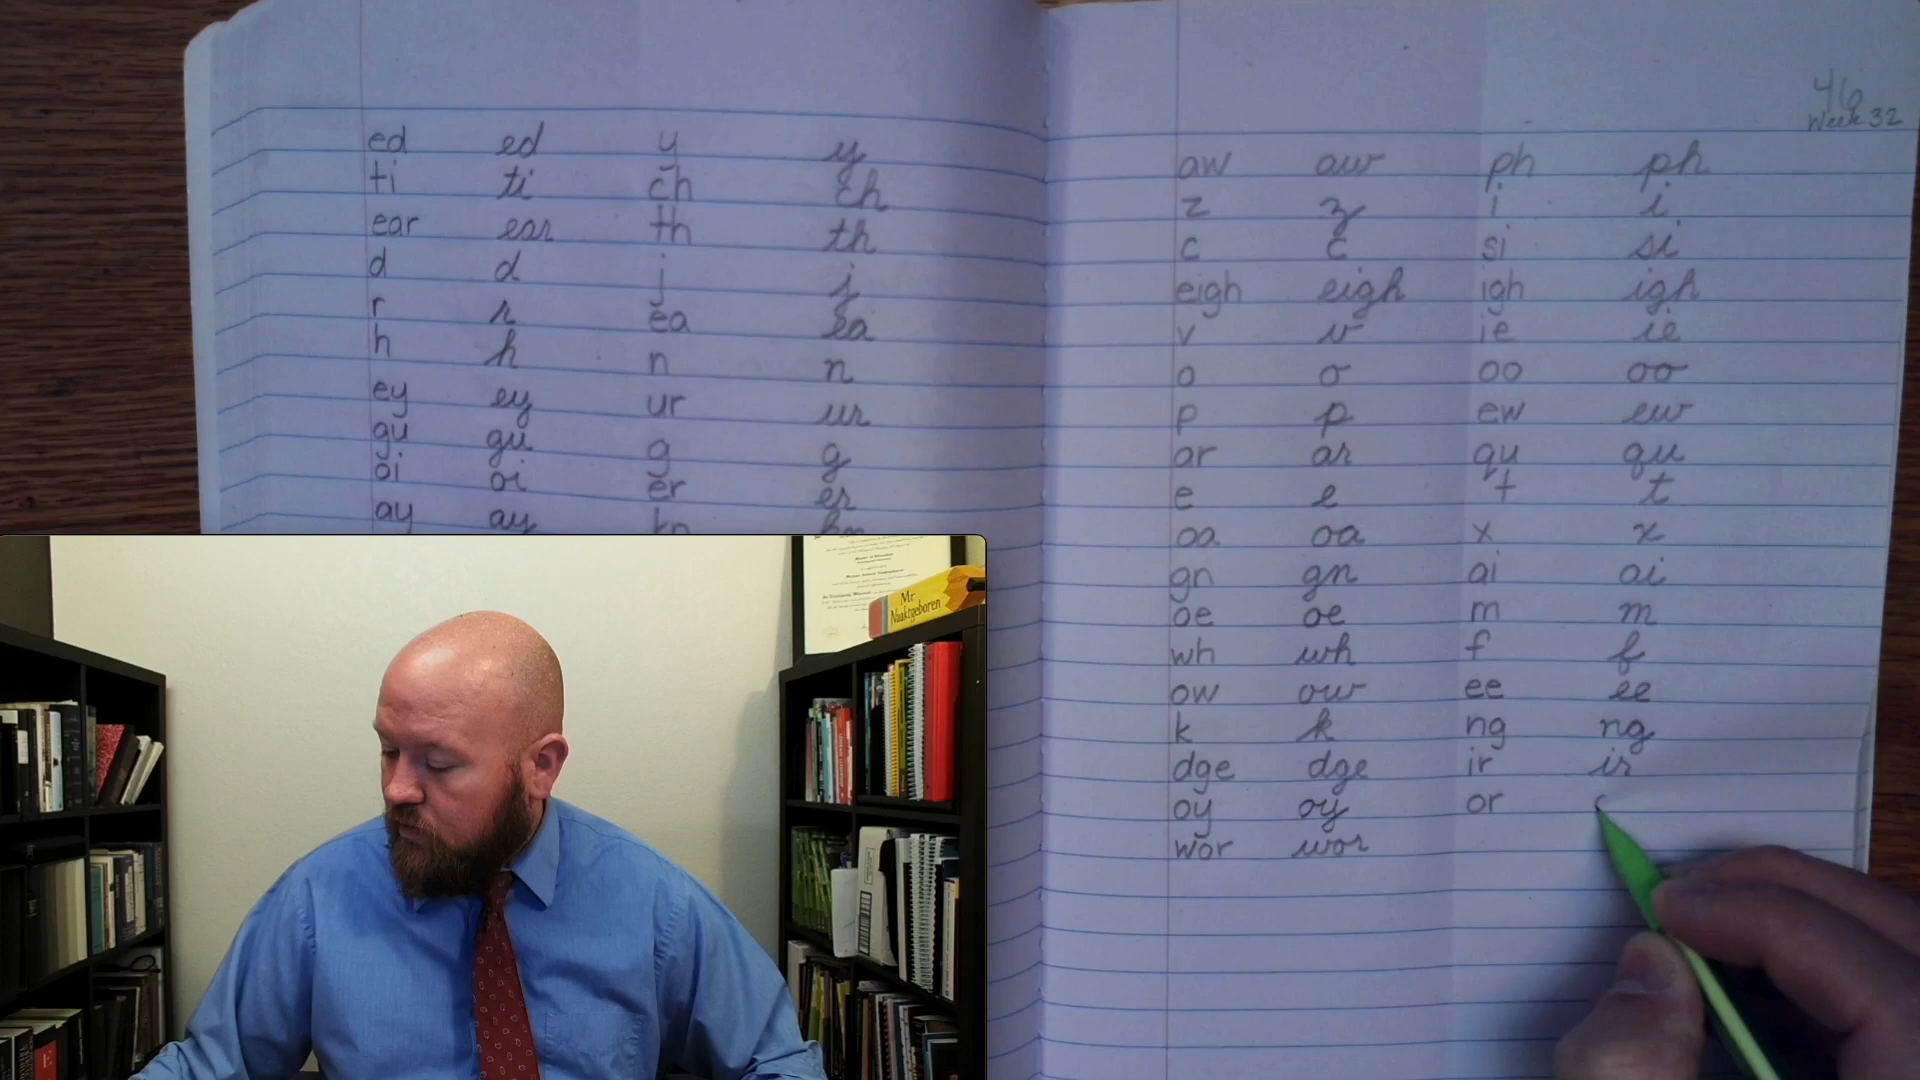 ed ed y y
ti ti ch ch
ear ear th th
d d j j
r r ea ea
h h n n
ey ey ur ur
gu gu g g
oi oi er er
ay ay kn kn
46
Week 32
aw aw ph ph
z z i i
c c si si
eigh eigh igh igh
v v ie ie
o o oo oo
p p ew ew
ar ar qu qu
e e t t
oa oa x x
gn gn ai ai
oe oe m m
wh wh f f
ow ow ee ee
k k ng ng
dge dge ir ir
oy oy or
wor wor
Mr
Naaktgeboren